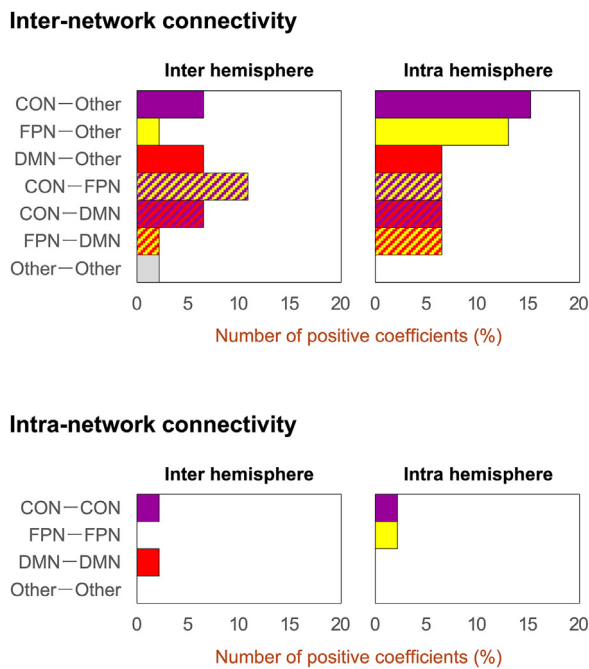 Inter-network connectivity
Inter hemisphere
Intra hemisphere
CON—Other
FPN—Other
DMN—Other
CON—FPN
CON—DMN
FPN—DMN
Other—Other
0 5 10 15 20
0 5 10 15 20
Number of positive coefficients (%)
Intra-network connectivity
Inter hemisphere
Intra hemisphere
CON—CON
FPN—FPN
DMN—DMN
Other—Other
0 5 10 15 20
0 5 10 15 20
Number of positive coefficients (%)